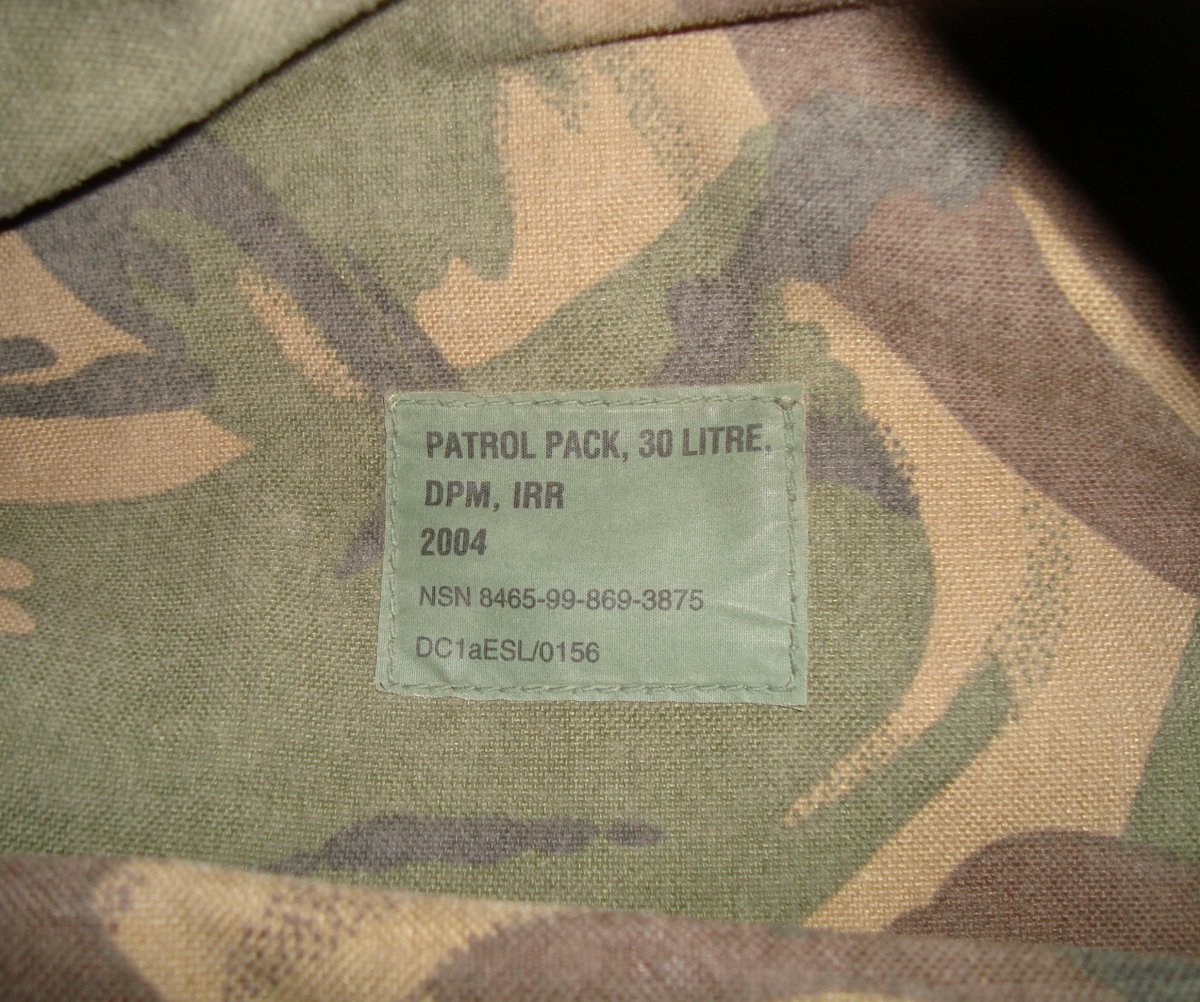 PATROL PACK, 30 LITRE.
DPM, IRR
2004
NSN 8465-99-869-3875
DC1aESL/0156